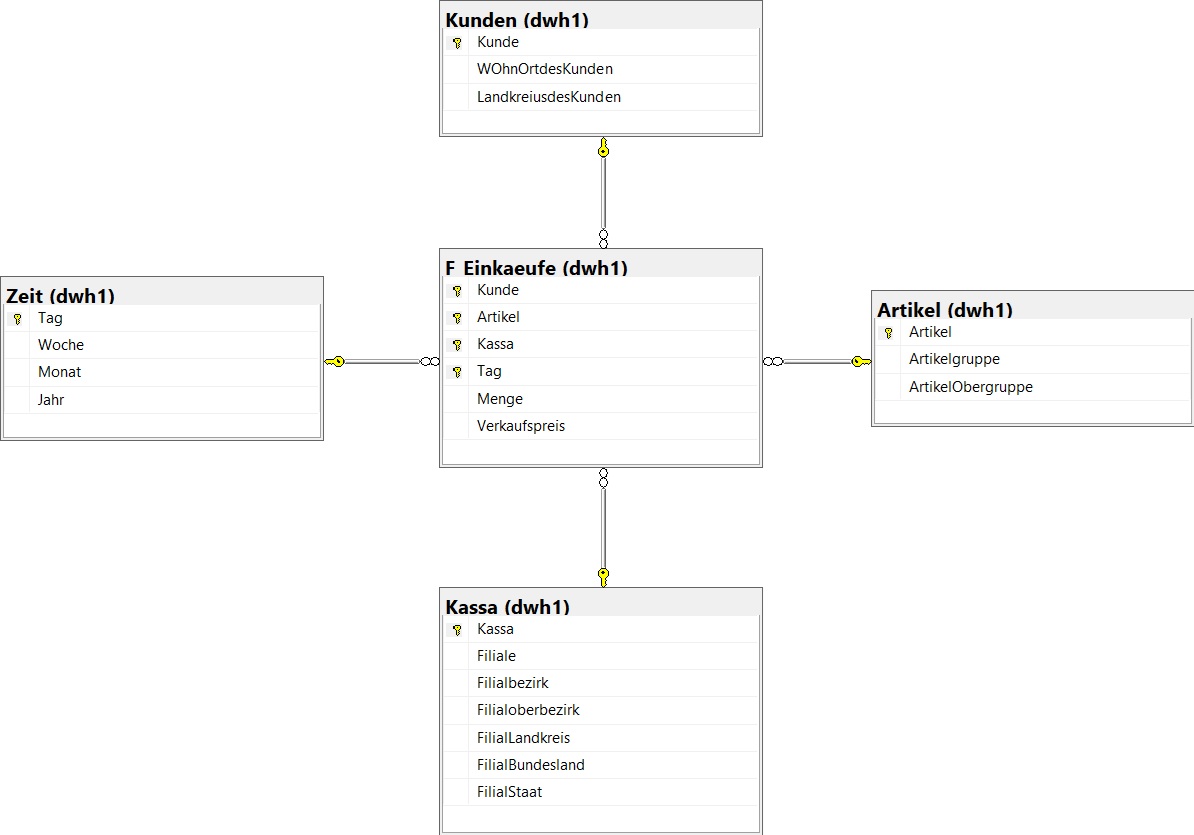 Kunden (dwh1)
Kunde
WOhnOrtdesKunden
LandkreiusdesKunden
F_Einkaeufe (dwh1)
Kunde
Artikel
Kassa
Tag
Menge
Verkaufspreis
Zeit (dwh1)
Tag
Woche
Monat
Jahr
Artikel (dwh1)
Artikel
Artikelgruppe
ArtikelObergruppe
Kassa (dwh1)
Kassa
Filiale
Filialbezirk
Filialoberbezirk
FilialLandkreis
FilialBundesland
FilialStaat